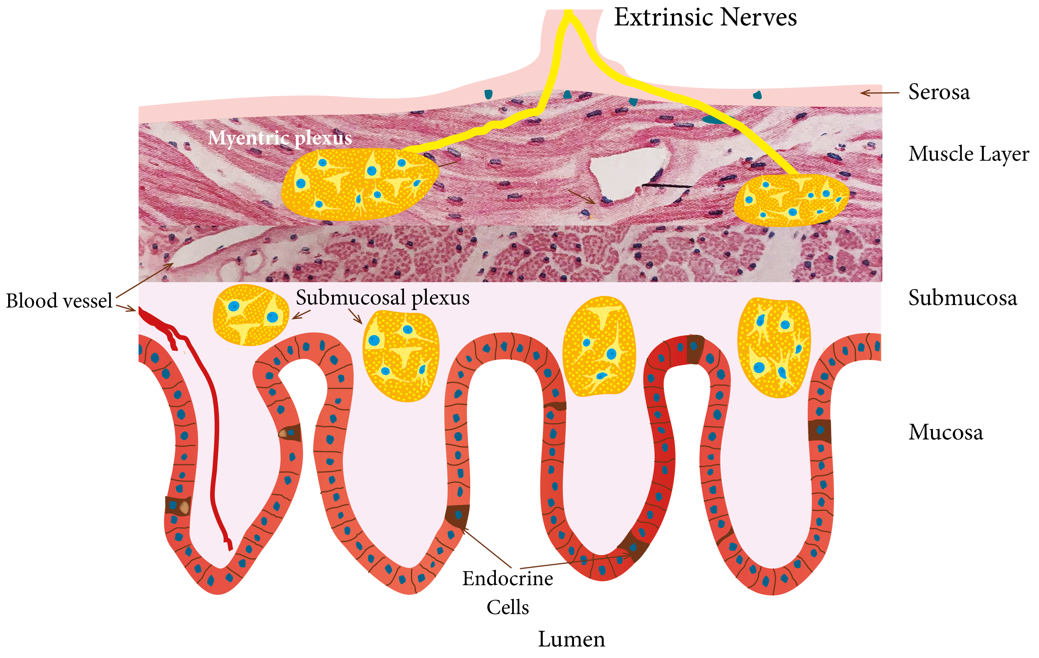 Extrinsic Nerves
Serosa
Myentric plexus
Muscle Layer
Blood vessel
Submucosal plexus
Submucosa
Mucosa
Endocrine
Cells
Lumen